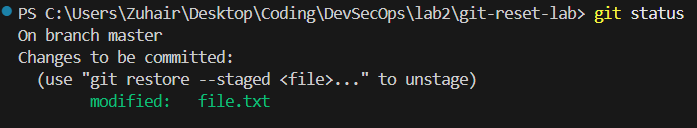 PS C:\Users\Zuhair\Desktop\Coding\DevSecOps\lab2\git-reset-lab> git status
On branch master
Changes to be committed:
  (use "git restore --staged <file>..." to unstage)
        modified:   file.txt